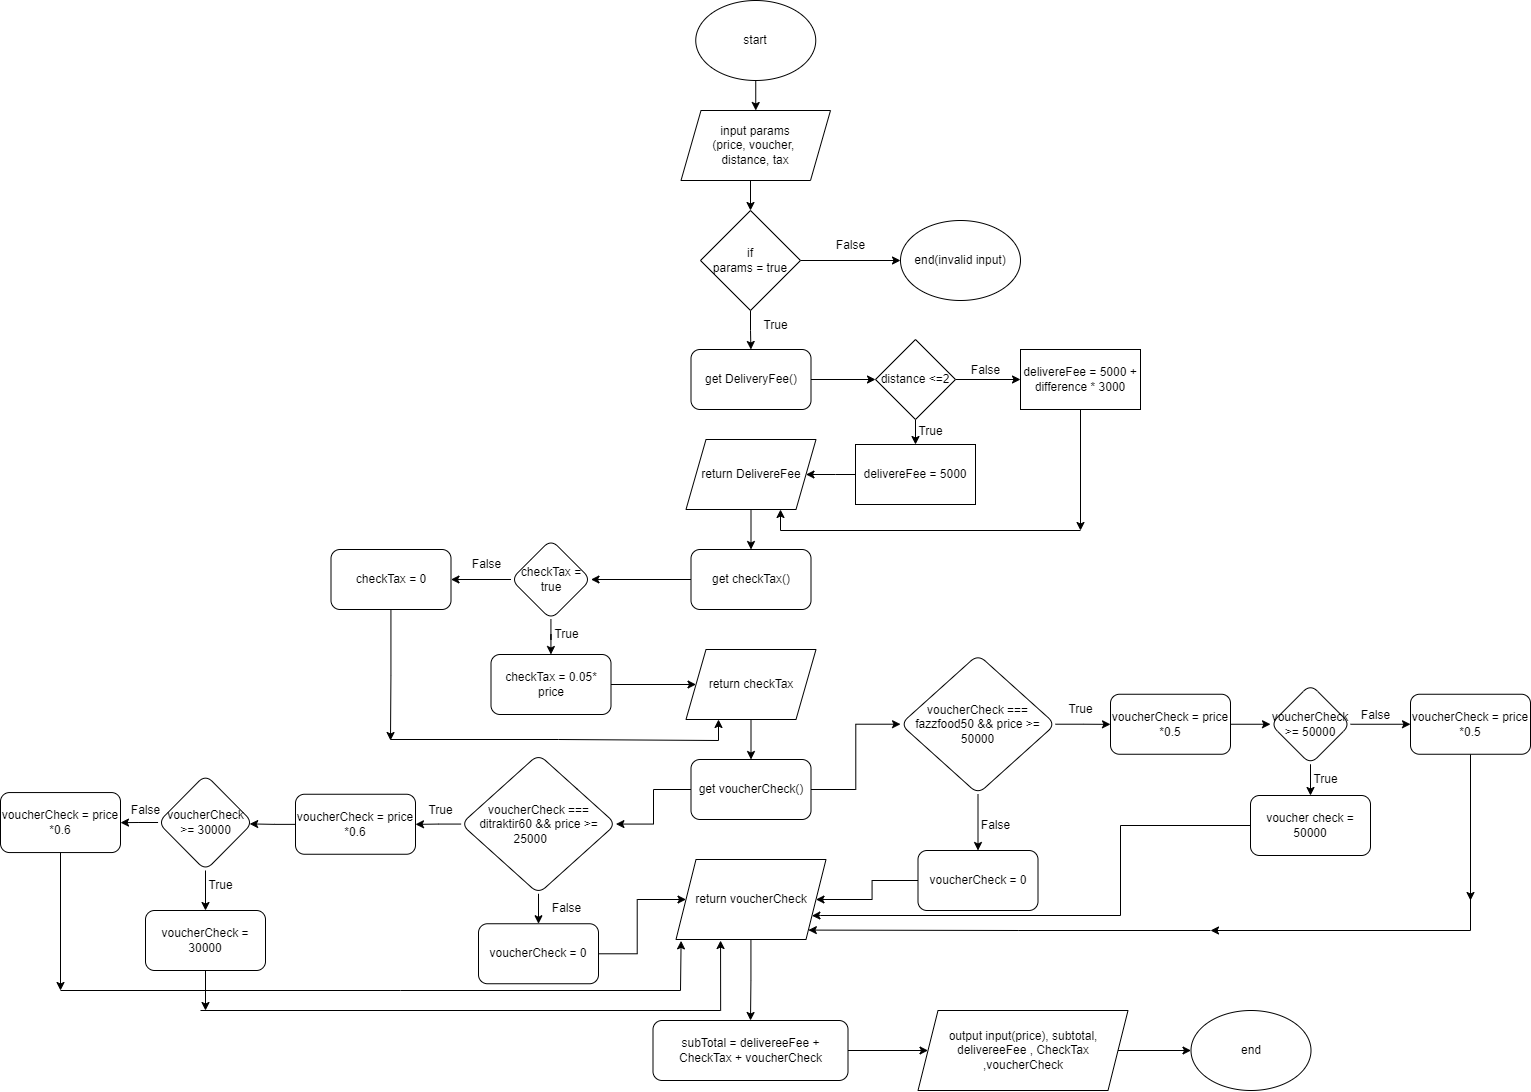 start
input params
(price, voucher,
distance, tax
if
params = true
False
end(invalid input)
True
get DeliveryFee()
distance <=2
False
delivereFee = 5000 +
difference * 3000
True
return DelivereFee
delivereFee = 5000
checkTax = 0
False
checkTax =
true
get checkTax()
True
checkTax = 0.05*
price
return checkTax
voucherCheck ===
fazzfood50 && price >=
50000
True
voucherCheck = price
*0.5
voucherCheck
>= 50000
False
voucherCheck = price
*0.5
True
get voucherCheck()
voucherCheck = price
*0.6
False
voucherCheck
>= 30000
voucherCheck = price
*0.6
True
voucherCheck ===
ditraktir60 && price >=
25000
False
voucher check =
50000
True
voucherCheck = 0
return voucherCheck
False
voucherCheck =
30000
voucherCheck = 0
subTotal = delivereeFee +
CheckTax + voucherCheck
output input(price), subtotal,
delivereeFee , CheckTax
,voucherCheck
end